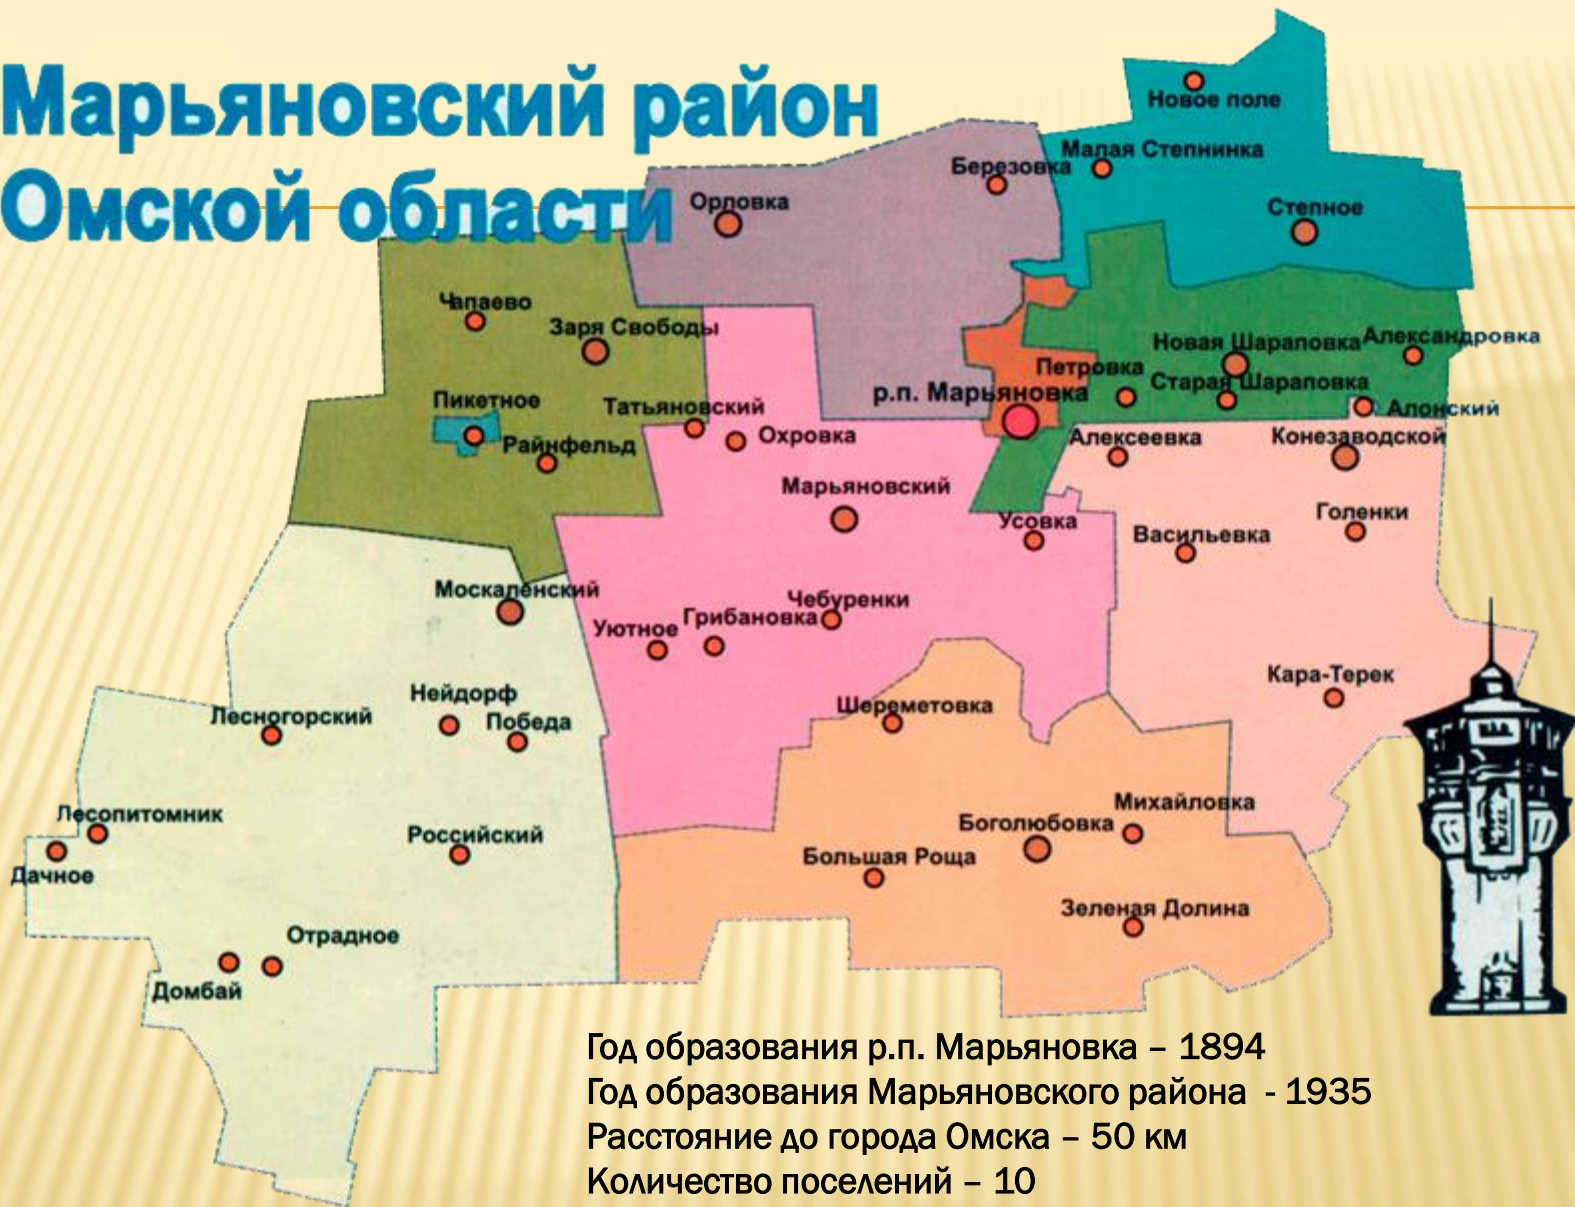 Марьяновский район
Омской области
Новое поле
Малая Степнинка
Березовка
Орловка
Степное
Чапаево
Заря Свободы
Новая Шараповка
Александровка
Петровка
Старая Шараповка
р.п. Марьяновка
Пикетное
Татьяновский
Алонский
Охровка
Райнфельд
Алексеевка
Конезаводской
Марьяновский
Голенки
Усовка
Васильевка
Москаленский
Чебуренки
Грибановка
Уютное
Кара-Терек
Нейдорф
Шереметовка
Лесногорский
Победа
Михайловка
Лесопитомник
Боголюбовка
Российский
Большая Роща
Дачное
Зеленая Долина
Отрадное
Домбай
Год образования р.п. Марьяновка – 1894
Год образования Марьяновского района - 1935
Расстояние до города Омска – 50 км
Количество поселений – 10